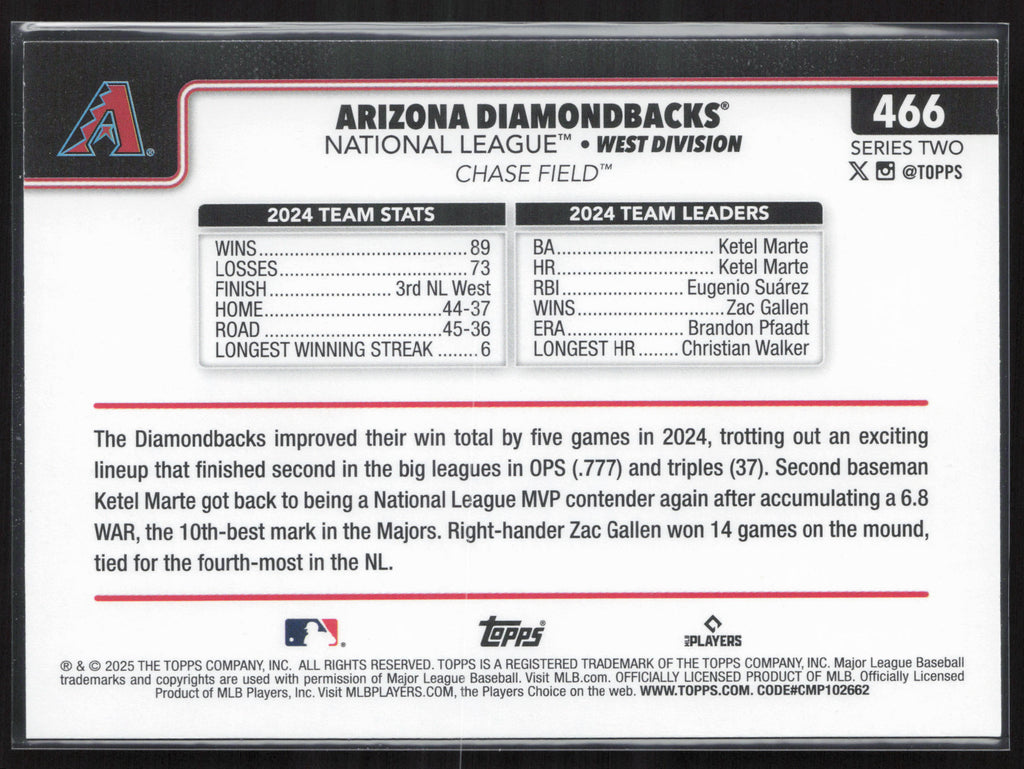 A®
ARIZONA DIAMONDBACKS®
NATIONAL LEAGUE™ • WEST DIVISION
CHASE FIELD™
466
SERIES TWO
X @TOPPS
2024 TEAM STATS
WINS..................................89
LOSSES...............................73
FINISH.................... 3rd NL West
HOME.............................44-37
ROAD .............................45-36
LONGEST WINNING STREAK ........6
2024 TEAM LEADERS
BA.......................... Ketel Marte
HR.......................... Ketel Marte
RBI.................... Eugenio Suárez
WINS........................Zac Gallen
ERA................... Brandon Pfaadt
LONGEST HR........Christian Walker
The Diamondbacks improved their win total by five games in 2024, trotting out an exciting
lineup that finished second in the big leagues in OPS (.777) and triples (37). Second baseman
Ketel Marte got back to being a National League MVP contender again after accumulating a 6.8
WAR, the 10th-best mark in the Majors. Right-hander Zac Gallen won 14 games on the mound,
tied for the fourth-most in the NL.
Topps®
MLB PLAYERS
® & © 2025 THE TOPPS COMPANY, INC. ALL RIGHTS RESERVED. TOPPS IS A REGISTERED TRADEMARK OF THE TOPPS COMPANY, INC. Major League Baseball
trademarks and copyrights are used with permission of Major League Baseball. Visit MLB.com. OFFICIALLY LICENSED PRODUCT OF MLB. Officially Licensed
Product of MLB Players, Inc. Visit MLBPLAYERS.COM, the Players Choice on the web. WWW.TOPPS.COM. CODE#CMP102662